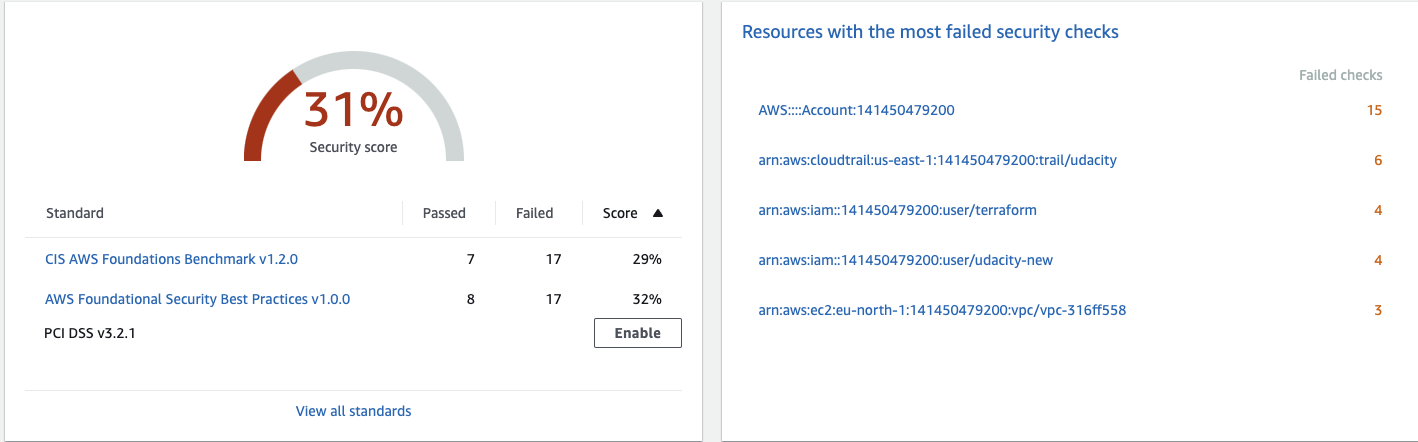 31%
Security score
Standard Passed Failed Score ▲
CIS AWS Foundations Benchmark v1.2.0 7 17 29%
AWS Foundational Security Best Practices v1.0.0 8 17 32%
PCI DSS v3.2.1 Enable
View all standards
Resources with the most failed security checks
Failed checks
AWS::::Account:141450479200 15
arn:aws:cloudtrail:us-east-1:141450479200:trail/udacity 6
arn:aws:iam::141450479200:user/terraform 4
arn:aws:iam::141450479200:user/udacity-new 4
arn:aws:ec2:eu-north-1:141450479200:vpc/vpc-316ff558 3